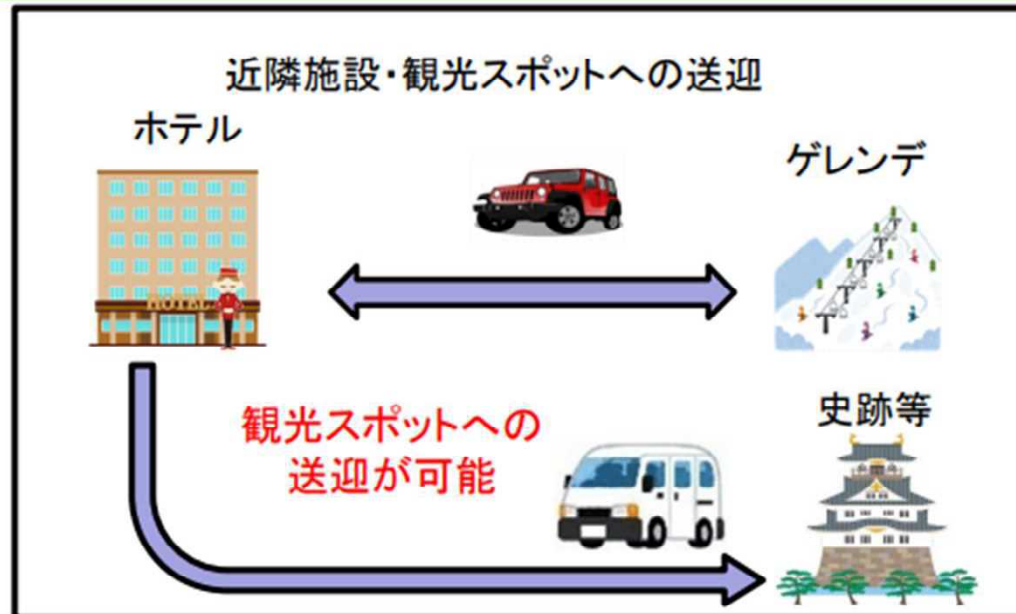 近隣施設・観光スポットへの送迎
ホテル
ゲレンデ
HOTEL
史跡等
観光スポットへの
送迎が可能